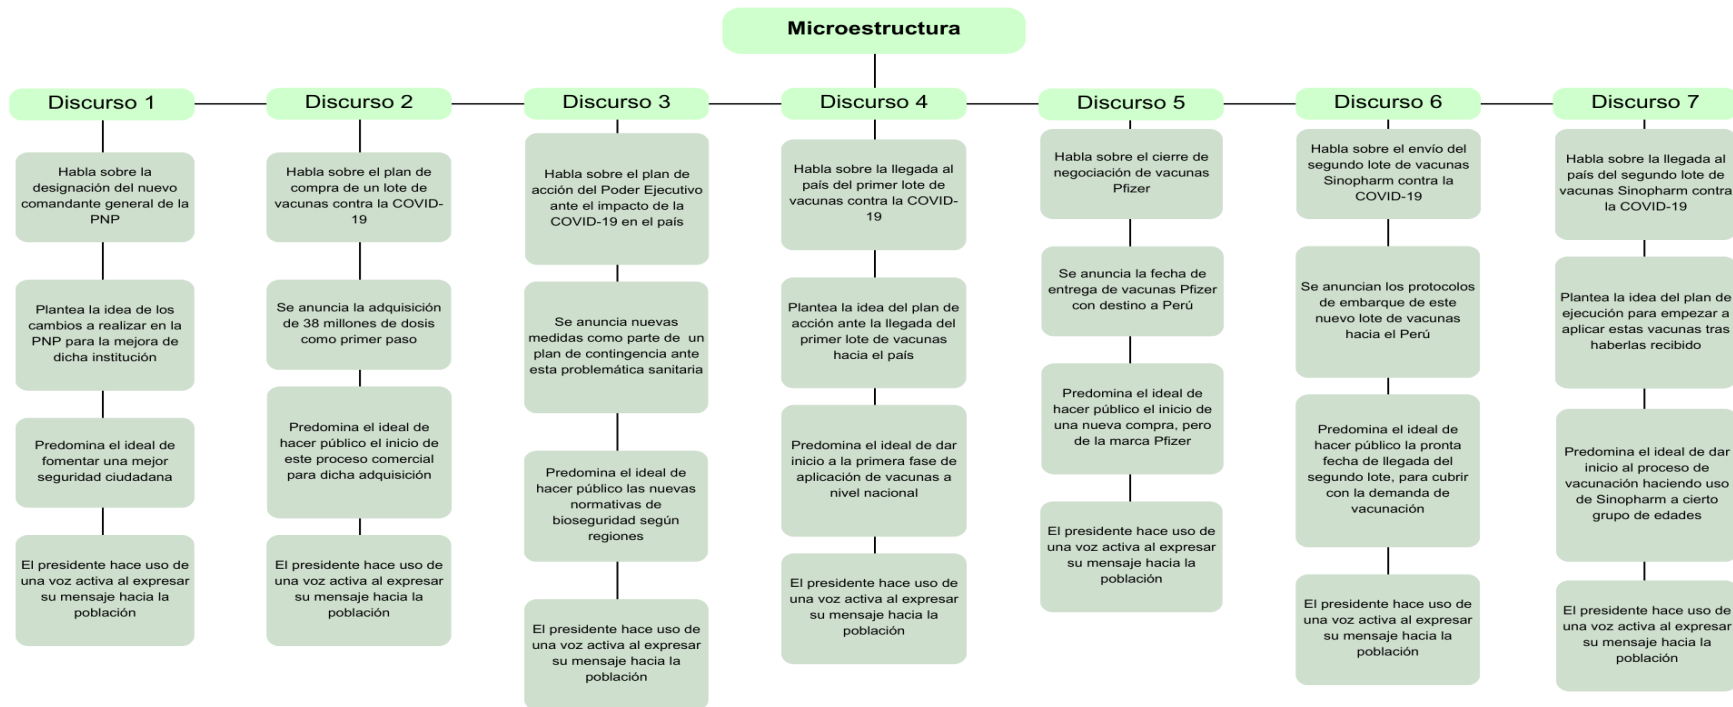 Microestructura
Discurso 1
Habla sobre la
designación del nuevo
comandante general de la
PNP
Plantea la idea de los
cambios a realizar en la
PNP para la mejora de
dicha institución
Predomina el ideal de
fomentar una mejor
seguridad ciudadana
El presidente hace uso de
una voz activa al expresar
su mensaje hacia la
población
Discurso 2
Habla sobre el plan de
compra de un lote de
vacunas contra la COVID-
19
Se anuncia la adquisición
de 38 millones de dosis
como primer paso
Predomina el ideal de
hacer público el inicio de
este proceso comercial
para dicha adquisición
El presidente hace uso de
una voz activa al expresar
su mensaje hacia la
población
Discurso 3
Habla sobre el plan de
acción del Poder Ejecutivo
ante el impacto de la
COVID-19 en el país
Se anuncia nuevas
medidas como parte de un
plan de contingencia ante
esta problemática sanitaria
Predomina el ideal de
hacer público las nuevas
normativas de
bioseguridad según
regiones
El presidente hace uso de
una voz activa al expresar
su mensaje hacia la
población
Discurso 4
Habla sobre la llegada al
país del primer lote de
vacunas contra la COVID-
19
Plantea la idea del plan de
acción ante la llegada del
primer lote de vacunas
hacia el país
Predomina el ideal de dar
inicio a la primera fase de
aplicación de vacunas a
nivel nacional
El presidente hace uso de
una voz activa al expresar
su mensaje hacia la
población
Discurso 5
Habla sobre el cierre de
negociación de vacunas
Pfizer
Se anuncia la fecha de
entrega de vacunas Pfizer
con destino a Perú
Predomina el ideal de
hacer público el inicio de
una nueva compra, pero
de la marca Pfizer
El presidente hace uso de
una voz activa al expresar
su mensaje hacia la
población
Discurso 6
Habla sobre el envío del
segundo lote de vacunas
Sinopharm contra la
COVID-19
Se anuncian los protocolos
de embarque de este
nuevo lote de vacunas
hacia el Perú
Predomina el ideal de
hacer público la pronta
fecha de llegada del
segundo lote, para cubrir
con la demanda de
vacunación
El presidente hace uso de
una voz activa al expresar
su mensaje hacia la
población
Discurso 7
Habla sobre la llegada al
país del segundo lote de
vacunas Sinopharm contra
la COVID-19
Plantea la idea del plan de
ejecución para empezar a
aplicar estas vacunas tras
haberlas recibido
Predomina el ideal de dar
inicio al proceso de
vacunación haciendo uso
de Sinopharm a cierto
grupo de edades
El presidente hace uso de
una voz activa al expresar
su mensaje hacia la
población